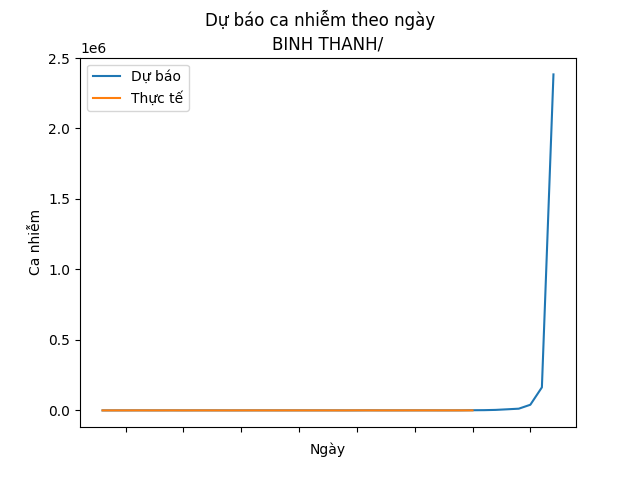 Dự báo ca nhiễm theo ngày
BINH THANH/
1e6
2.5
2.0
1.5
1.0
0.5
0.0
Dự báo
Thực tế
Ca nhiễm
Ngày